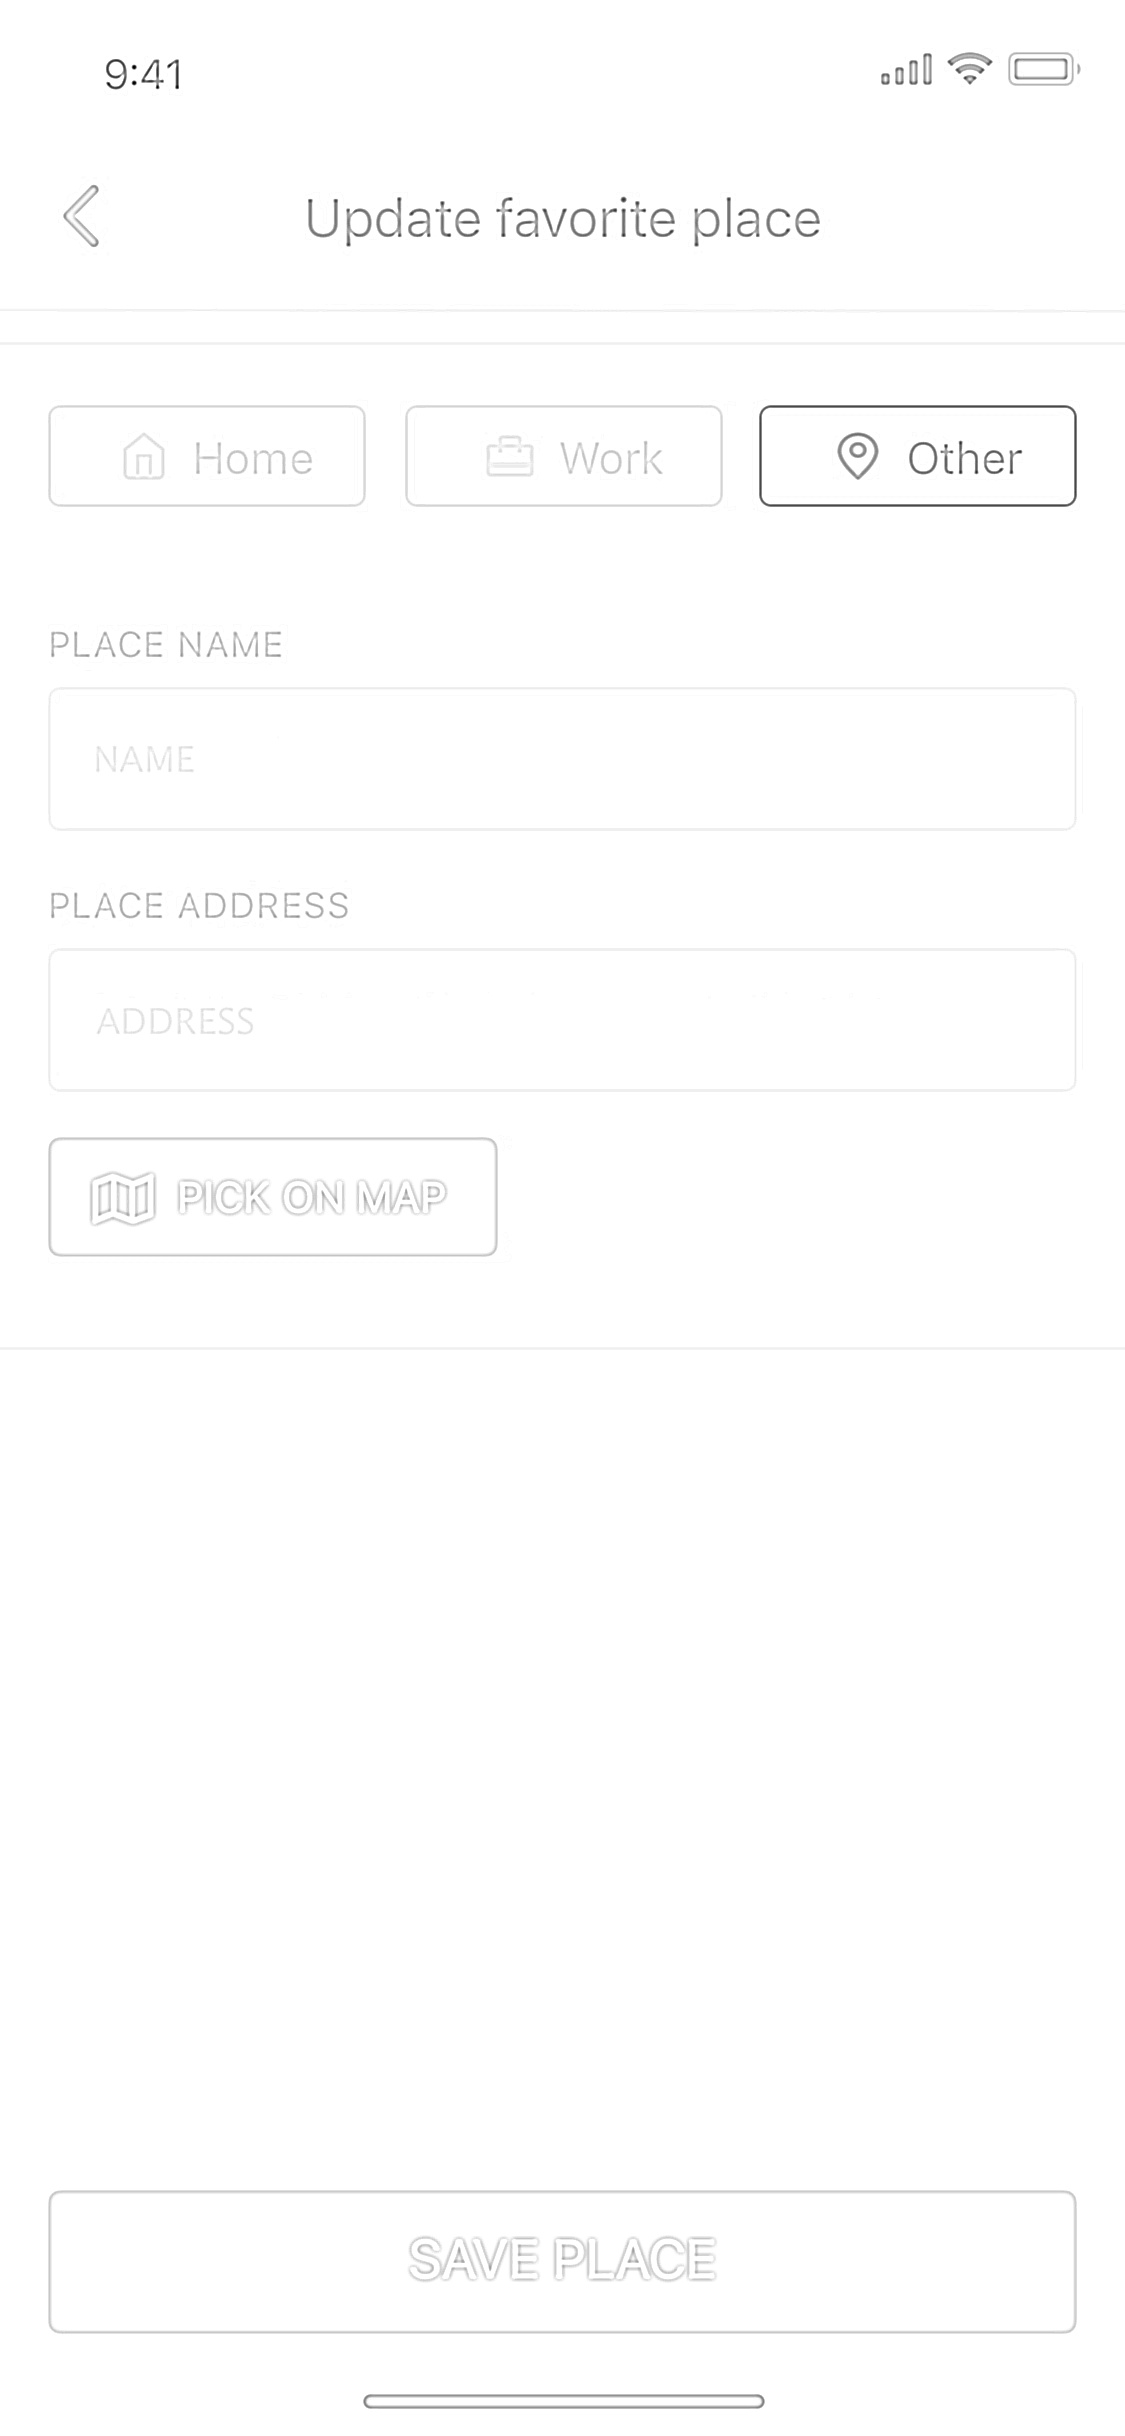 9:41
Update favorite place
Home
Work
Other
PLACE NAME
NAME
PLACE ADDRESS
ADDRESS
PICK ON MAP
SAVE PLACE